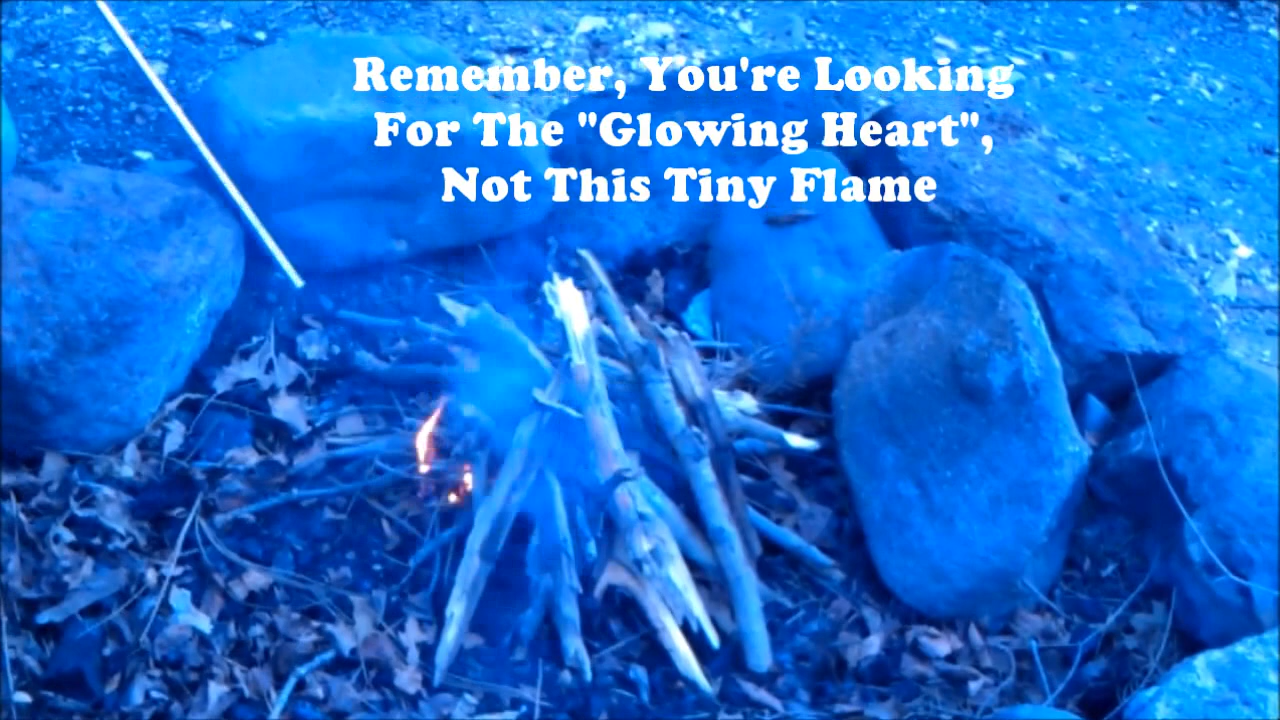 Remember, You're Looking
For The "Glowing Heart",
Not This Tiny Flame